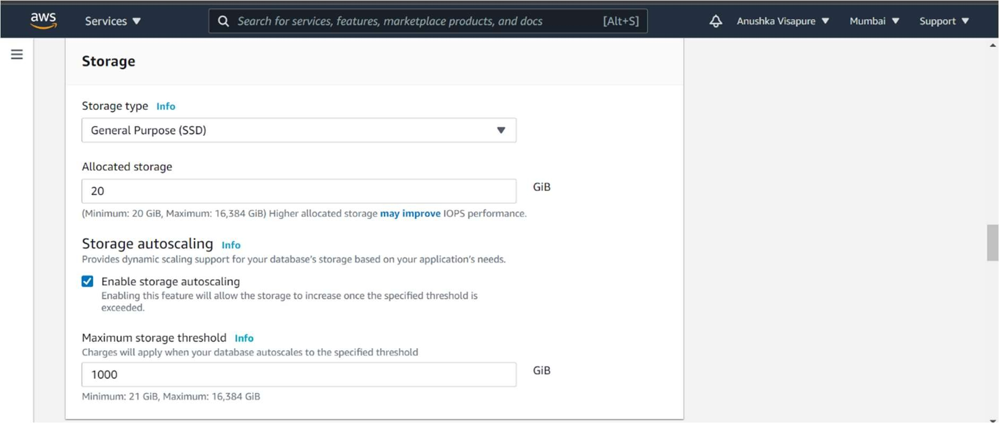 aws Services ▼ Search for services, features, marketplace products, and docs [Alt+S] Anushka Visapure ▼ Mumbai ▼ Support ▼
Storage
Storage type Info
General Purpose (SSD)
Allocated storage
20 GiB
(Minimum: 20 GiB, Maximum: 16,384 GiB) Higher allocated storage may improve IOPS performance.
Storage autoscaling Info
Provides dynamic scaling support for your database's storage based on your application's needs.
Enable storage autoscaling
Enabling this feature will allow the storage to increase once the specified threshold is
exceeded.
Maximum storage threshold Info
Charges will apply when your database autoscales to the specified threshold
1000 GiB
Minimum: 21 GiB, Maximum: 16,384 GiB